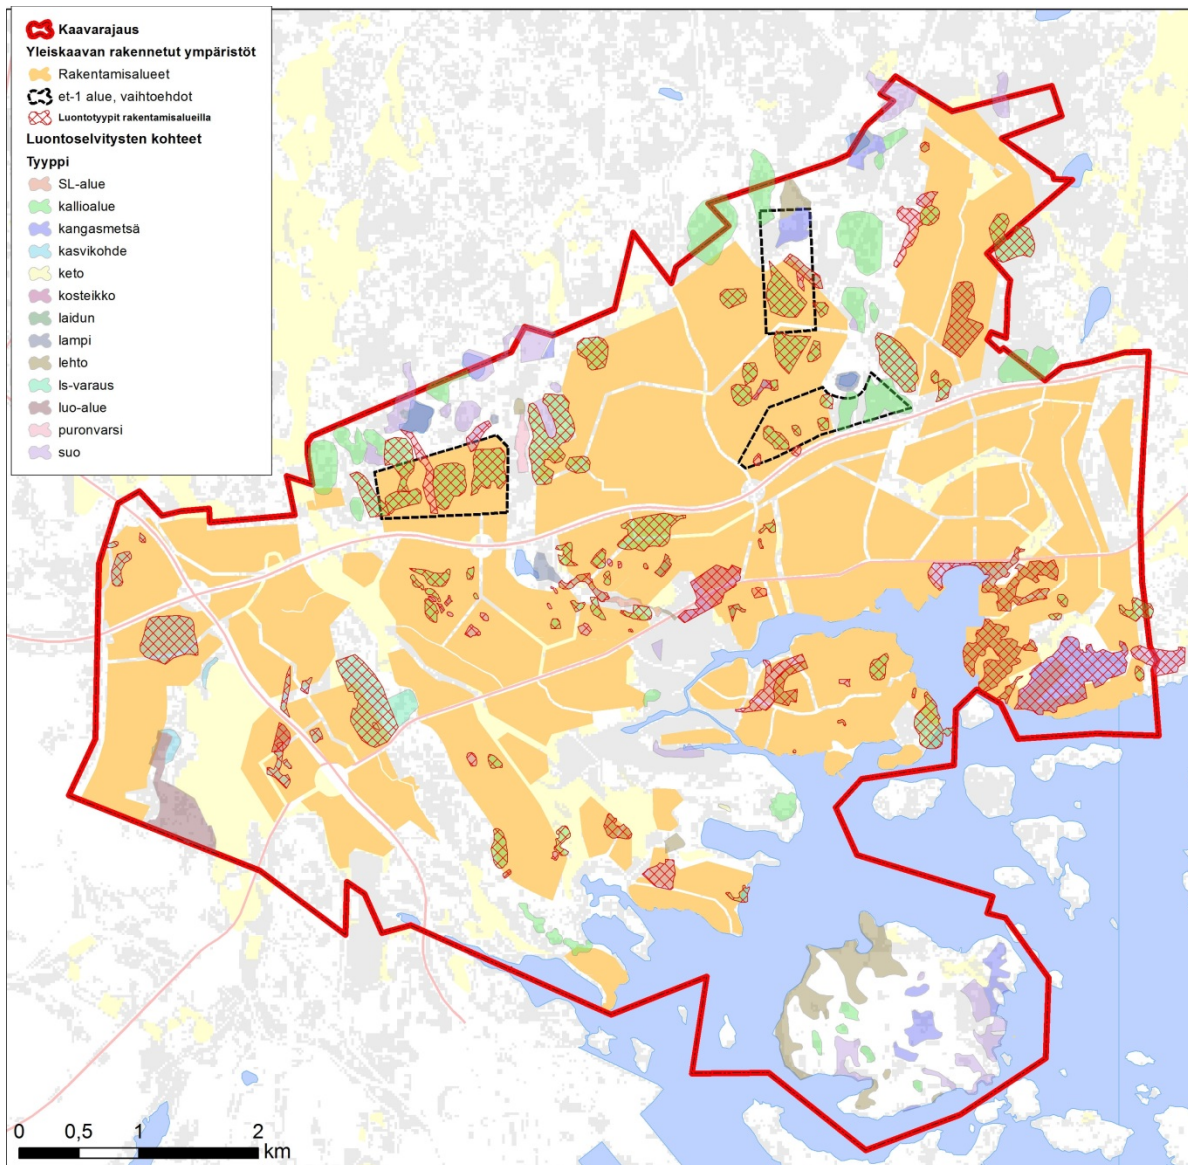 Kaavarajaus
Yleiskaavan rakennetut ympäristöt
Rakentamisalueet
et-1 alue, vaihtoehdot
Luontotyypit rakentamisalueilla
Luontoselvitysten kohteet
Tyyppi
SL-alue
kallioalue
kangasmetsä
kasvikohde
keto
kosteikko
laidun
lampi
lehto
ls-varaus
luo-alue
puronvarsi
suo
0 0,5 1 2
km